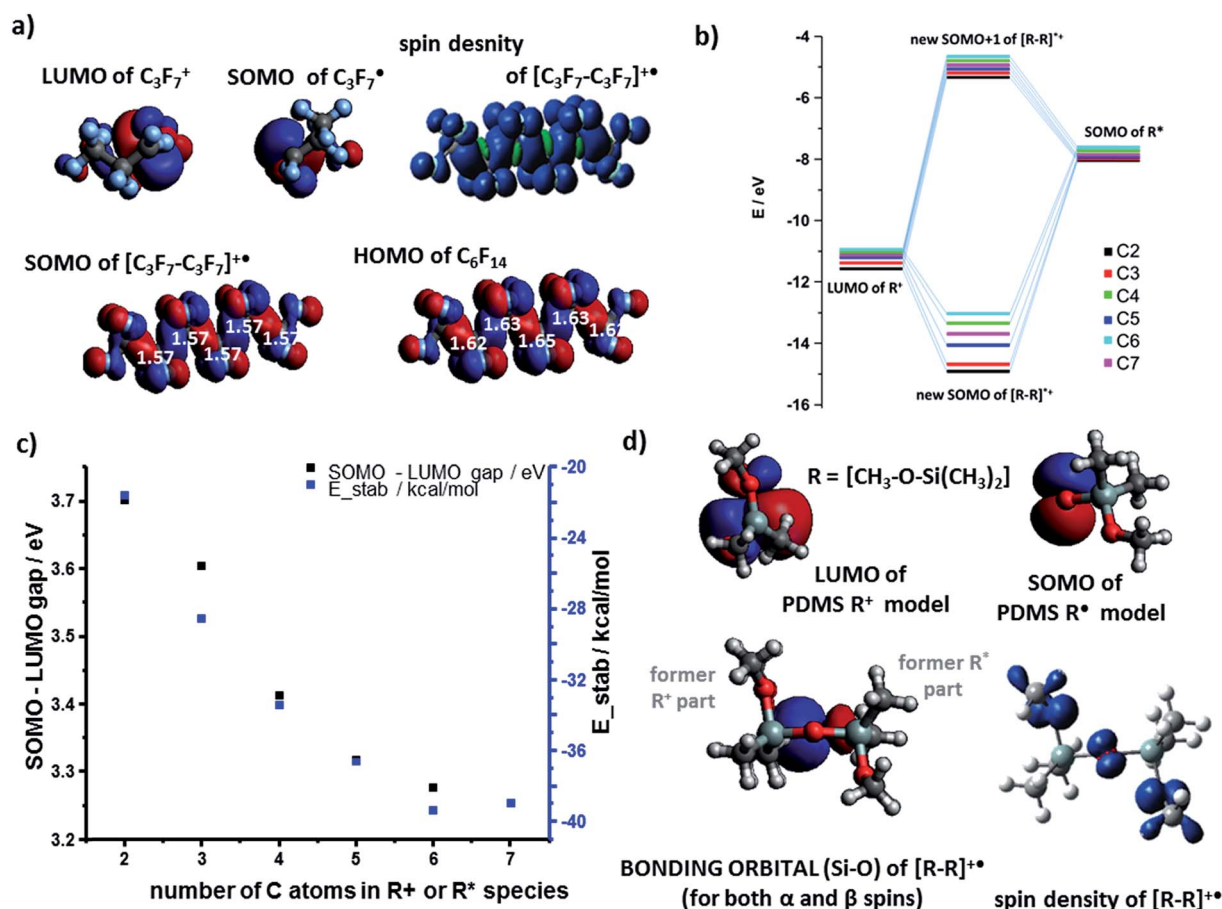 a)
spin desnity
LUMO of C₃F₇⁺
SOMO of C₃F₇•
of [C₃F₇-C₃F₇]⁺•
SOMO of [C₃F₇-C₃F₇]⁺•
HOMO of C₆F₁₄
1.57
1.57
1.57
1.57
1.57
1.62
1.63
1.65
1.63
b)
new SOMO+1 of [R-R]*⁺
SOMO of R*
LUMO of R⁺
new SOMO of [R-R]*⁺
E / eV
-4
-6
-8
-10
-12
-14
-16
C2
C3
C4
C5
C6
C7
c)
SOMO - LUMO gap / eV
E_stab / kcal/mol
SOMO - LUMO gap / eV
3.7
3.6
3.5
3.4
3.3
3.2
2
3
4
5
6
7
number of C atoms in R+ or R* species
-20
-22
-24
-26
-28
-30
-32
-34
-36
-38
-40
E_stab / kcal/mol
d)
R = [CH₃-O-Si(CH₃)₂]
LUMO of
PDMS R⁺ model
SOMO of
PDMS R• model
former
R⁺ part
former R*
part
BONDING ORBITAL (Si-O) of [R-R]⁺•
(for both α and β spins)
spin density of [R-R]⁺•